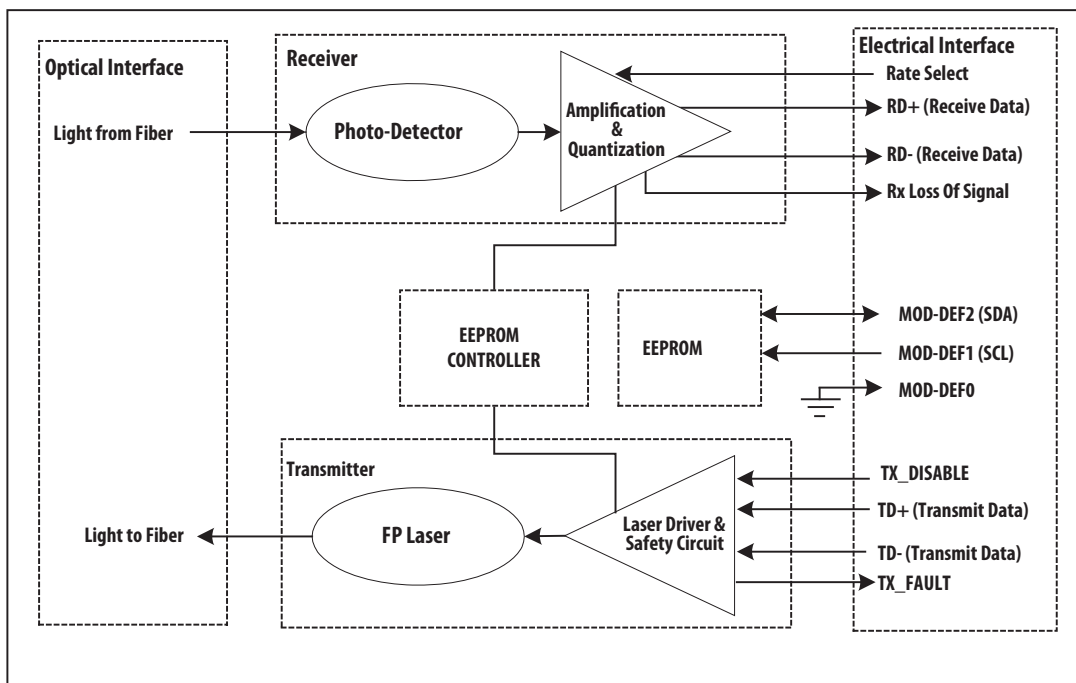 Optical Interface
Light from Fiber
Light to Fiber
Receiver
Photo-Detector
Amplification
&
Quantization
EEPROM
CONTROLLER
EEPROM
Transmitter
FP Laser
Laser Driver &
Safety Circuit
Electrical Interface
Rate Select
RD+ (Receive Data)
RD- (Receive Data)
Rx Loss Of Signal
MOD-DEF2 (SDA)
MOD-DEF1 (SCL)
MOD-DEF0
TX_DISABLE
TD+ (Transmit Data)
TD- (Transmit Data)
TX_FAULT